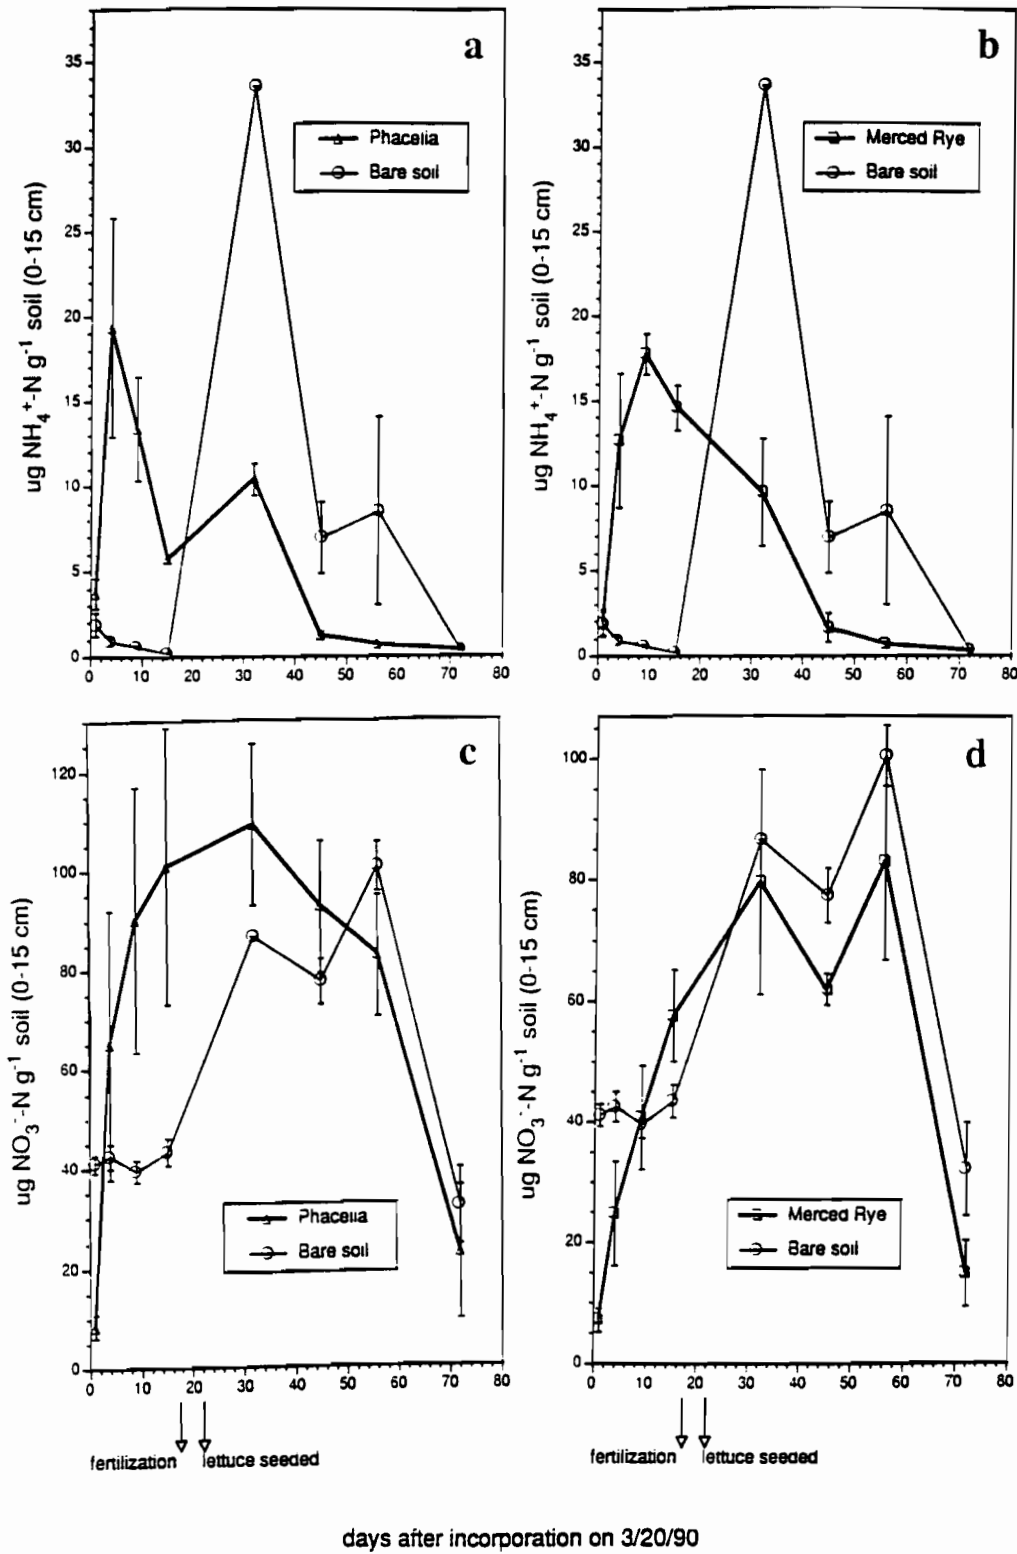 a
35
30
25
20
15
10
5
0
ug NH4+-N g-1 soil (0-15 cm)
Phacelia
Bare soil
0 10 20 30 40 50 60 70 80
b
35
30
25
20
15
10
5
0
ug NH4+-N g-1 soil (0-15 cm)
Merced Rye
Bare soil
0 10 20 30 40 50 60 70 80
c
120
100
80
60
40
20
0
ug NO3--N g-1 soil (0-15 cm)
Phacelia
Bare soil
0 10 20 30 40 50 60 70 80
fertilization lettuce seeded
d
100
80
60
40
20
0
ug NO3--N g-1 soil (0-15 cm)
Merced Rye
Bare soil
0 10 20 30 40 50 60 70 80
fertilization lettuce seeded
days after incorporation on 3/20/90